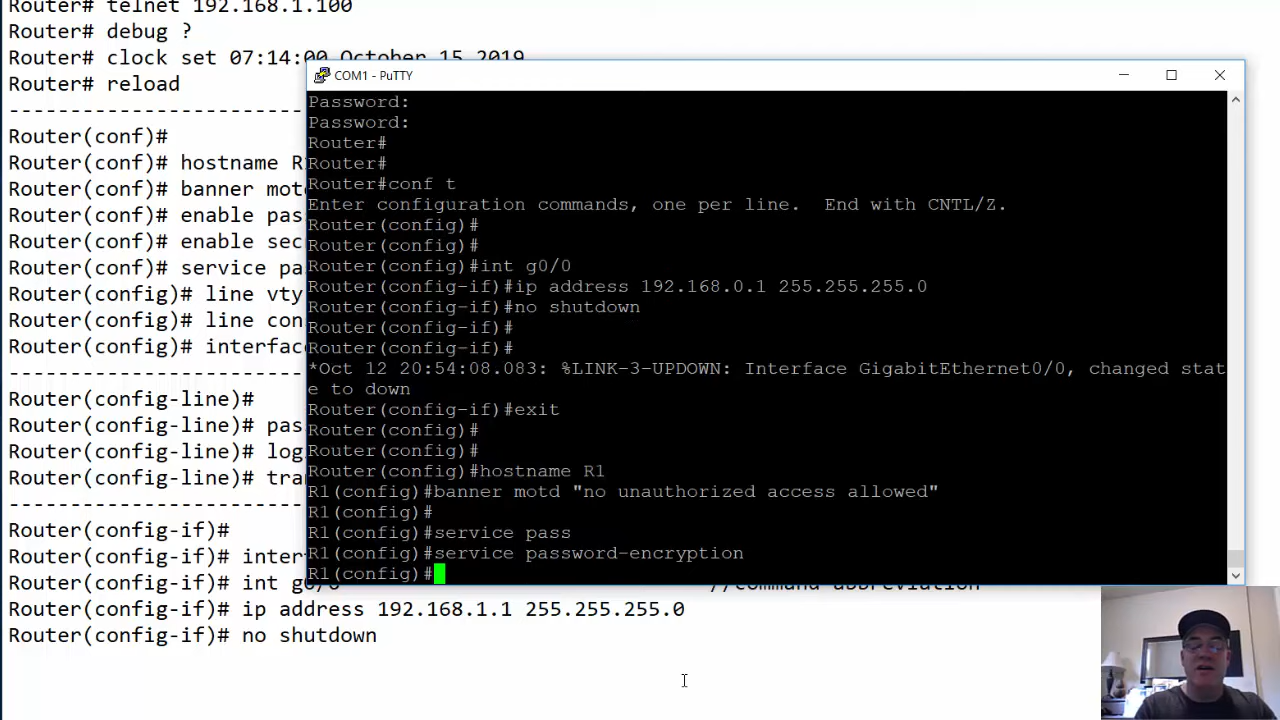 Router# telnet 192.168.1.100
Router# debug ?
Router# clock set 07:14:00 October 15 2019
Router# reload
Router(conf)#
Router(conf)# hostname R1
Router(conf)# banner mot
Router(conf)# enable pas
Router(conf)# enable sec
Router(conf)# service pa
Router(config)# line vty
Router(config)# line con
Router(config)# interfac
Router(config-line)#
Router(config-line)# pas
Router(config-line)# log
Router(config-line)# tra
Router(config-if)#
Router(config-if)# inter
Router(config-if)# int g0/0 //command abbreviation
Router(config-if)# ip address 192.168.1.1 255.255.255.0
Router(config-if)# no shutdown
COM1 - PuTTY
Password:
Password:
Router#
Router#
Router#conf t
Enter configuration commands, one per line.  End with CNTL/Z.
Router(config)#
Router(config)#
Router(config)#int g0/0
Router(config-if)#ip address 192.168.0.1 255.255.255.0
Router(config-if)#no shutdown
Router(config-if)#
Router(config-if)#
*Oct 12 20:54:08.083: %LINK-3-UPDOWN: Interface GigabitEthernet0/0, changed stat
e to down
Router(config-if)#exit
Router(config)#
Router(config)#
Router(config)#hostname R1
R1(config)#banner motd "no unauthorized access allowed"
R1(config)#
R1(config)#service pass
R1(config)#service password-encryption
R1(config)#